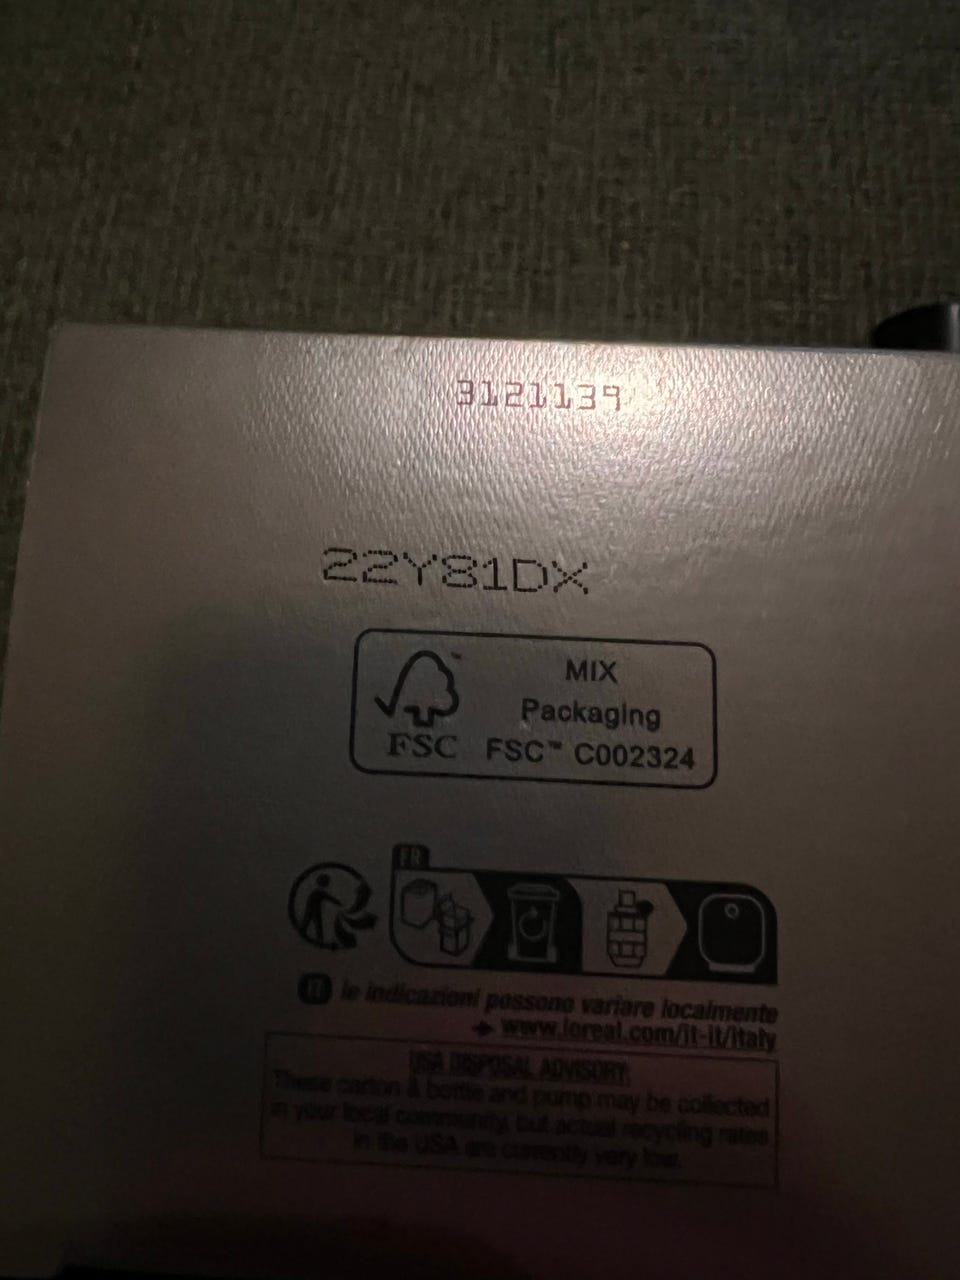 3121139
22Y81DX
FSC™
MIX
Packaging
FSC™ C002324
FR
IT le indicazioni possono variare localmente
www.loreal.com/it-it/italy
USA DISPOSAL ADVISORY:
These carton & bottle and pump may be collected
in your local community, but actual recycling rates
in the USA are currently very low.